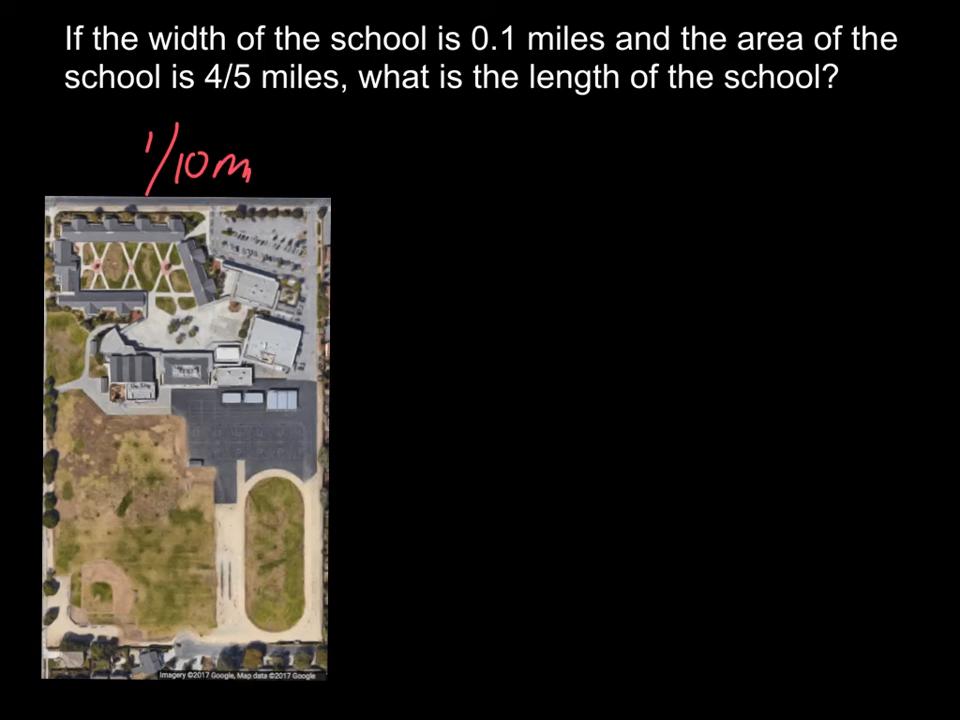 If the width of the school is 0.1 miles and the area of the
school is 4/5 miles, what is the length of the school?
1/10 m
Imagery ©2017 Google, Map data ©2017 Google